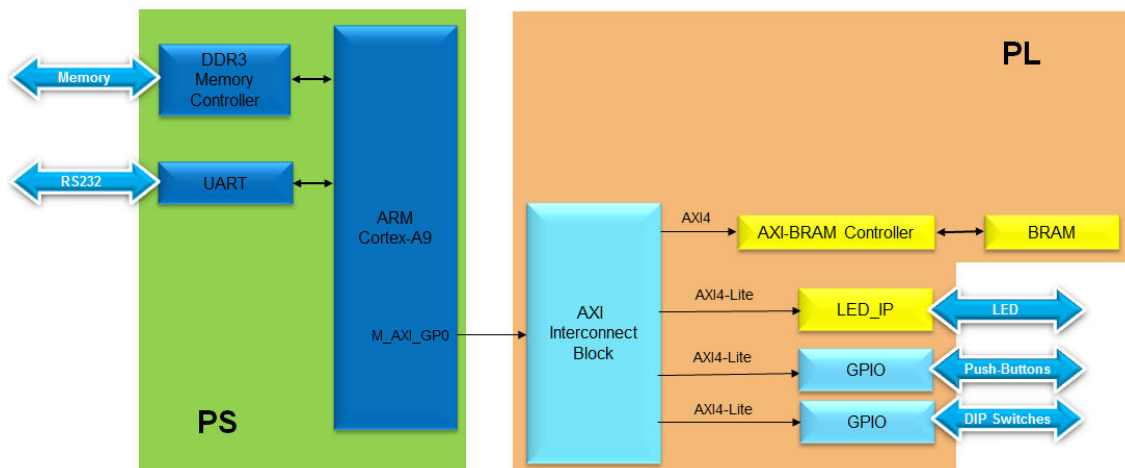 PL
DDR3
Memory
Controller
Memory
RS232
UART
ARM
Cortex-A9
M_AXI_GP0
PS
AXI
Interconnect
Block
AXI4
AXI-BRAM Controller
BRAM
AXI4-Lite
LED_IP
LED
AXI4-Lite
GPIO
Push-Buttons
AXI4-Lite
GPIO
DIP Switches